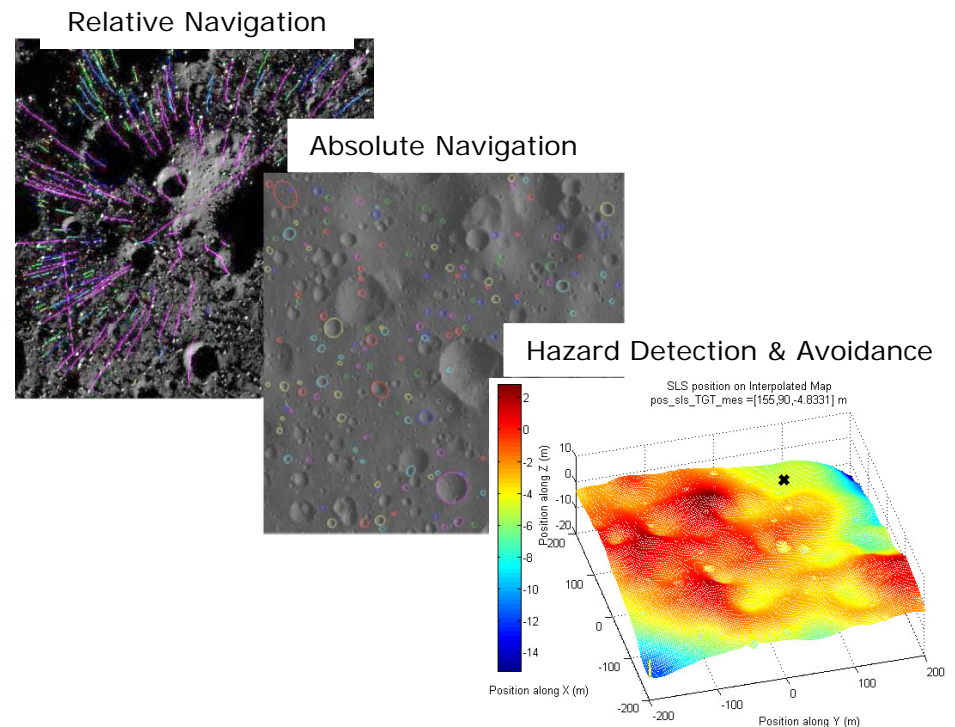 Relative Navigation
Absolute Navigation
Hazard Detection & Avoidance
SLS position on Interpolated Map
pos_sls_TGT_mes =[155,90,-4.8331] m
2
0
-2
-4
-6
-8
-10
-12
-14
Position along Z (m)
10
0
-10
-20
-200
100
0
-100
-200
Position along X (m)
-200
-100
0
100
200
Position along Y (m)